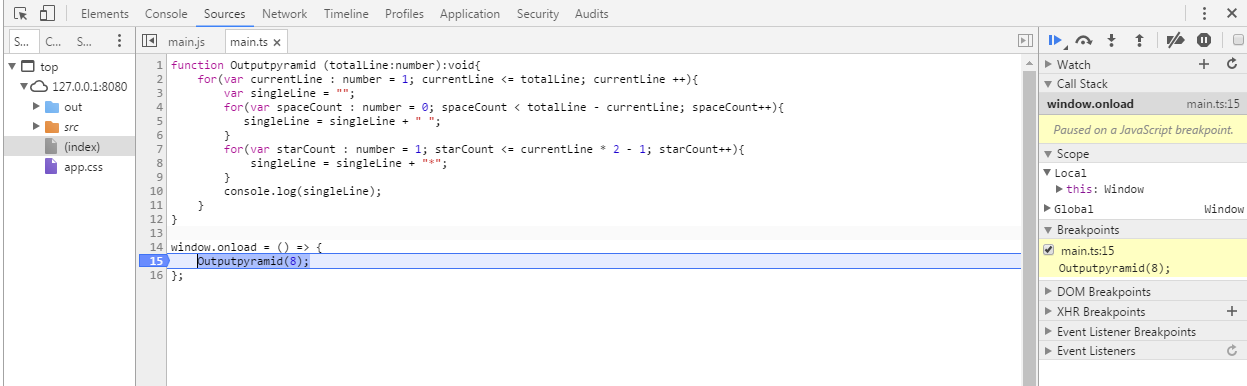 Elements Console Sources Network Timeline Profiles Application Security Audits
S... C... S...
top
127.0.0.1:8080
out
src
(index)
app.css
main.js main.ts
1 function Outputpyramid (totalLine:number):void{
2 for(var currentLine : number = 1; currentLine <= totalLine; currentLine ++){
3 var singleLine = "";
4 for(var spaceCount : number = 0; spaceCount < totalLine - currentLine; spaceCount++){
5 singleLine = singleLine + " ";
6 }
7 for(var starCount : number = 1; starCount <= currentLine * 2 - 1; starCount++){
8 singleLine = singleLine + "*";
9 }
10 console.log(singleLine);
11 }
12 }
13
14 window.onload = () => {
15 Outputpyramid(8);
16 };
Watch
Call Stack
window.onload main.ts:15
Paused on a JavaScript breakpoint.
Scope
Local
this: Window
Global Window
Breakpoints
main.ts:15
Outputpyramid(8);
DOM Breakpoints
XHR Breakpoints
Event Listener Breakpoints
Event Listeners